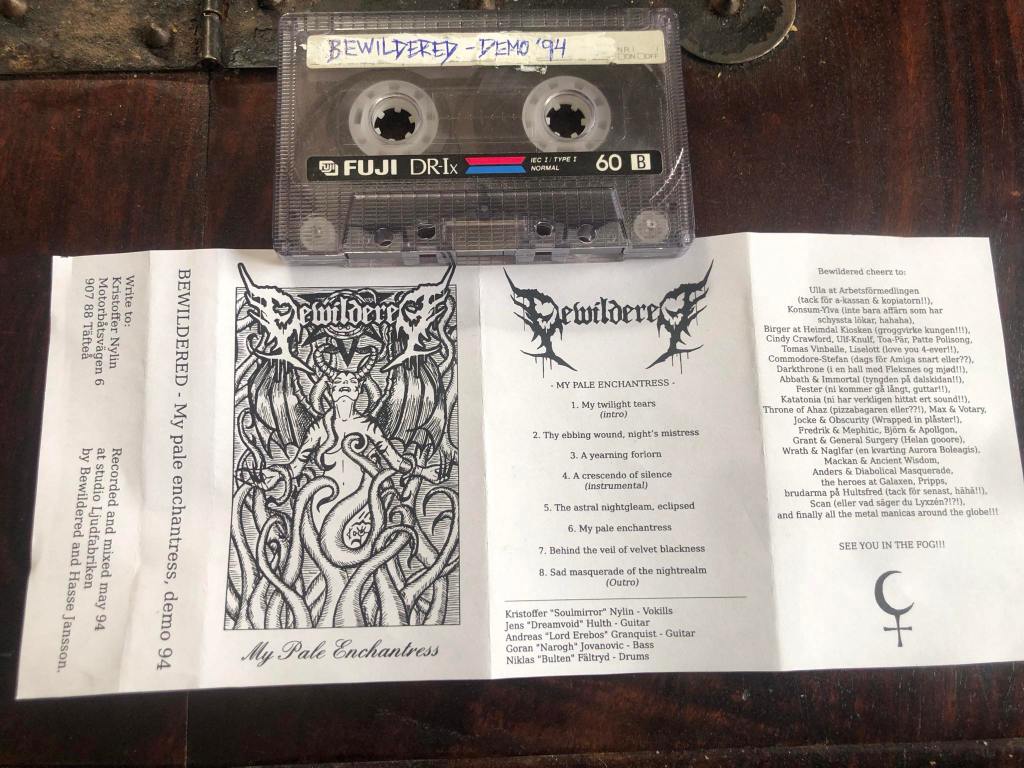 BEWILDERED - DEMO '94
N.R.
ON OFF
FUJI
FUJI DR-Ix
IEC I / TYPE I
NORMAL
60 B
Write to:
Kristoffer Nylin
Motorbåtsvägen 6
907 88 Täfteå
Recorded and mixed may 94
at studio Ljudfabriken
by Bewildered and Hasse Jansson.
BEWILDERED - My pale enchantress, demo 94
Bewildered
My Pale Enchantress
Bewildered
- MY PALE ENCHANTRESS -
1. My twilight tears
(intro)
2. Thy ebbing wound, night's mistress
3. A yearning forlorn
4. A crescendo of silence
(instrumental)
5. The astral nightgleam, eclipsed
6. My pale enchantress
7. Behind the veil of velvet blackness
8. Sad masquerade of the nightrealm
(Outro)
Kristoffer "Soulmirror" Nylin - Vokills
Jens "Dreamvoid" Hulth - Guitar
Andreas "Lord Erebos" Granquist - Guitar
Goran "Narogh" Jovanovic - Bass
Niklas "Bulten" Fältryd - Drums
Bewildered cheerz to:
Ulla at Arbetsförmedlingen
(tack för a-kassan & kopiatorn!!),
Konsum-Ylva (inte bara affärn som har
schyssta lökar, hahaha),
Birger at Heimdal Kiosken (groggvirke kungen!!!),
Cindy Crawford, Ulf-Knulf, Toa-Pär, Patte Polisong,
Tomas Vinballe, Liselott (love you 4-ever!!),
Commodore-Stefan (dags för Amiga snart eller??),
Darkthrone (i en hall med Fleksnes og mjød!!),
Abbath & Immortal (tyngden på dalskidan!!),
Fester (ni kommer gå långt, guttar!!),
Katatonia (ni har verkligen hittat ert sound!!),
Throne of Ahaz (pizzabagaren eller??!), Max & Votary,
Jocke & Obscurity (Wrapped in plåster!),
Fredrik & Mephitic, Björn & Apollgon,
Grant & General Surgery (Helan gooore),
Wrath & Naglfar (en kvarting Aurora Boleagis),
Mackan & Ancient Wisdom,
Anders & Diabolical Masquerade,
the heroes at Galaxen, Pripps,
brudarma på Hultsfred (tack för senast, hähä!!),
Scan (eller vad säger du Lyxzén?!?!),
and finally all the metal manicas around the globe!!!
SEE YOU IN THE FOG!!!